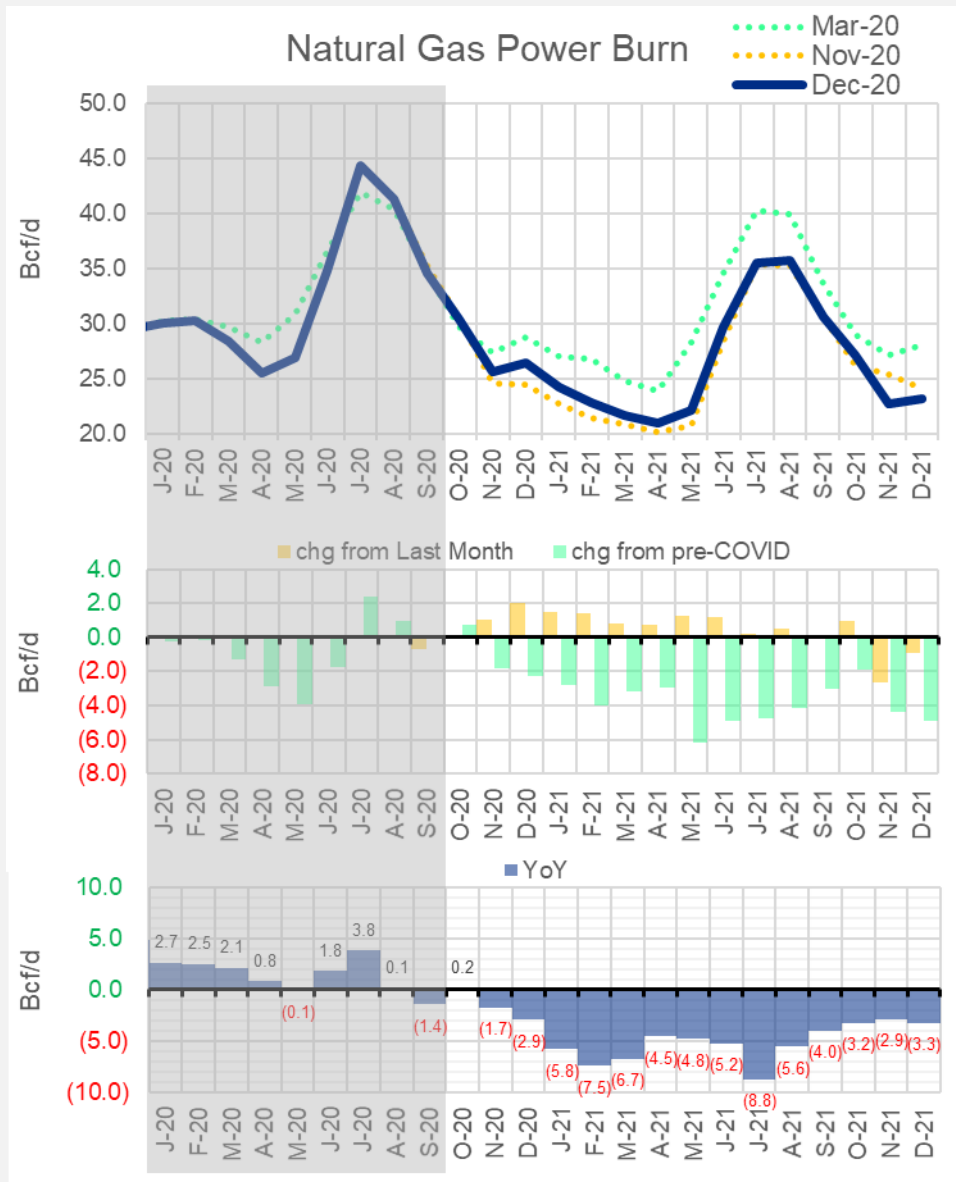 Natural Gas Power Burn
Mar-20
Nov-20
Dec-20
Bcf/d
50.0
45.0
40.0
35.0
30.0
25.0
20.0
J-20 F-20 M-20 A-20 M-20 J-20 J-20 A-20 S-20 O-20 N-20 D-20 J-21 F-21 M-21 A-21 M-21 J-21 J-21 A-21 S-21 O-21 N-21 D-21
chg from Last Month chg from pre-COVID
Bcf/d
4.0
2.0
0.0
(2.0)
(4.0)
(6.0)
(8.0)
J-20 F-20 M-20 A-20 M-20 J-20 J-20 A-20 S-20 O-20 N-20 D-20 J-21 F-21 M-21 A-21 M-21 J-21 J-21 A-21 S-21 O-21 N-21 D-21
YoY
Bcf/d
10.0
5.0
0.0
(5.0)
(10.0)
2.7 2.5 2.1 0.8 (0.1) 1.8 3.8 0.1 (1.4) 0.2 (1.7) (2.9) (5.8) (7.5) (6.7) (4.5) (4.8) (5.2) (8.8) (5.6) (4.0) (3.2) (2.9) (3.3)
J-20 F-20 M-20 A-20 M-20 J-20 J-20 A-20 S-20 O-20 N-20 D-20 J-21 F-21 M-21 A-21 M-21 J-21 J-21 A-21 S-21 O-21 N-21 D-21